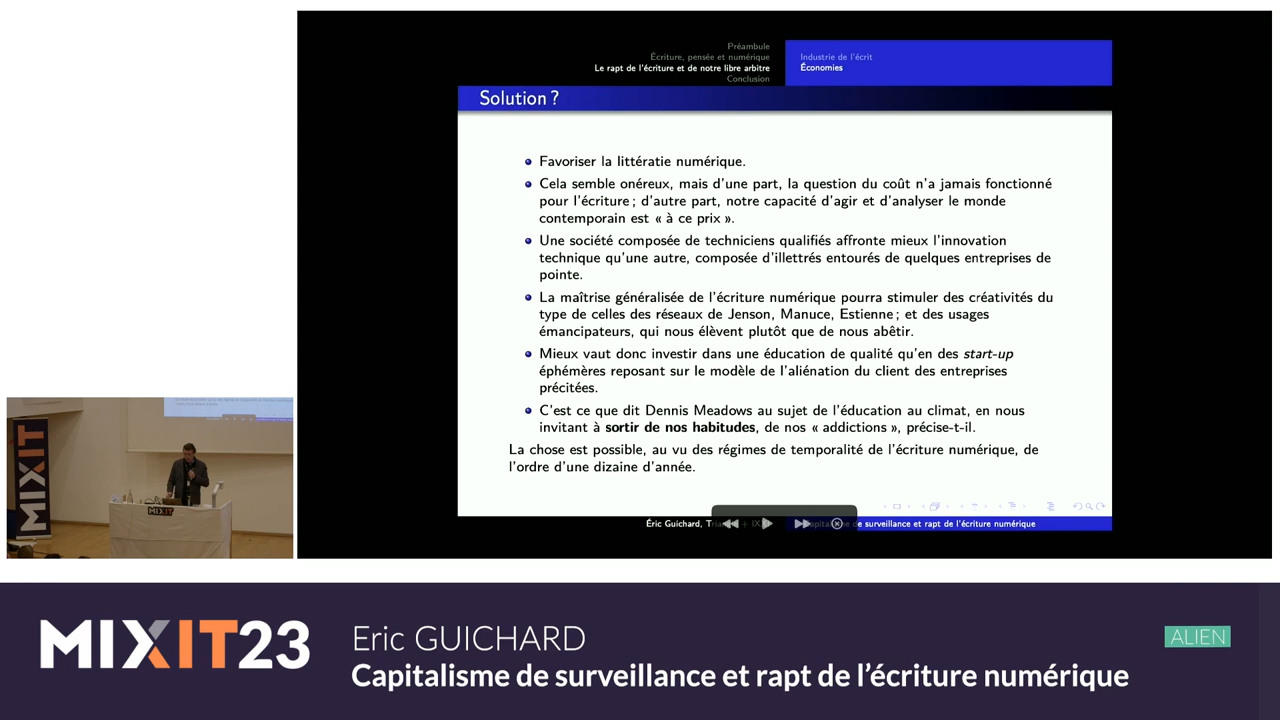 Préambule
Écriture, pensée et numérique
Le rapt de l'écriture et de notre libre arbitre
Conclusion
Industrie de l'écrit
Économies
Solution ?
Favoriser la littératie numérique.
Cela semble onéreux, mais d'une part, la question du coût n'a jamais fonctionné
pour l'écriture ; d'autre part, notre capacité d'agir et d'analyser le monde
contemporain est « à ce prix ».
Une société composée de techniciens qualifiés affronte mieux l'innovation
technique qu'une autre, composée d'illettrés entourés de quelques entreprises de
pointe.
La maîtrise généralisée de l'écriture numérique pourra stimuler des créativités du
type de celles des réseaux de Jenson, Manuce, Estienne ; et des usages
émancipateurs, qui nous élèvent plutôt que de nous abêtir.
Mieux vaut donc investir dans une éducation de qualité qu'en des start-up
éphémères reposant sur le modèle de l'aliénation du client des entreprises
précitées.
C'est ce que dit Dennis Meadows au sujet de l'éducation au climat, en nous
invitant à sortir de nos habitudes, de nos « addictions », précise-t-il.
La chose est possible, au vu des régimes de temporalité de l'écriture numérique, de
l'ordre d'une dizaine d'année.
Éric Guichard, de surveillance et rapt de l'écriture numérique
MIXIT
MIXIT
MIXIT23
Eric GUICHARD
ALIEN
Capitalisme de surveillance et rapt de l'écriture numérique